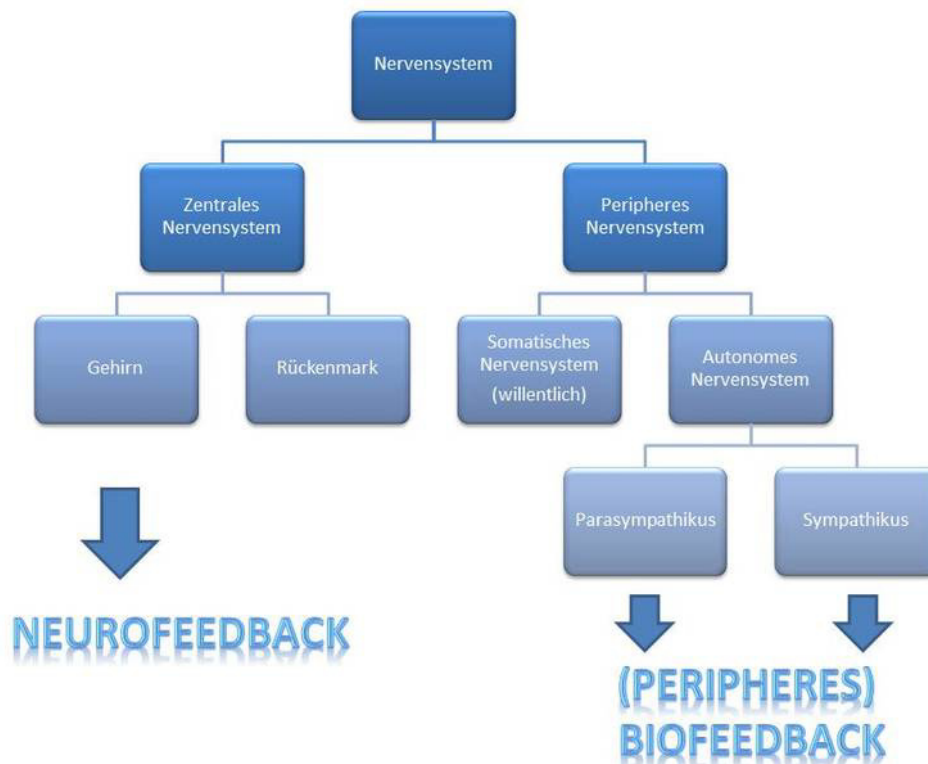 Nervensystem
Zentrales
Nervensystem
Peripheres
Nervensystem
Gehirn
Rückenmark
Somatisches
Nervensystem
(willentlich)
Autonomes
Nervensystem
Parasympathikus
Sympathikus
NEUROFEEDBACK
(PERIPHERES)
BIOFEEDBACK